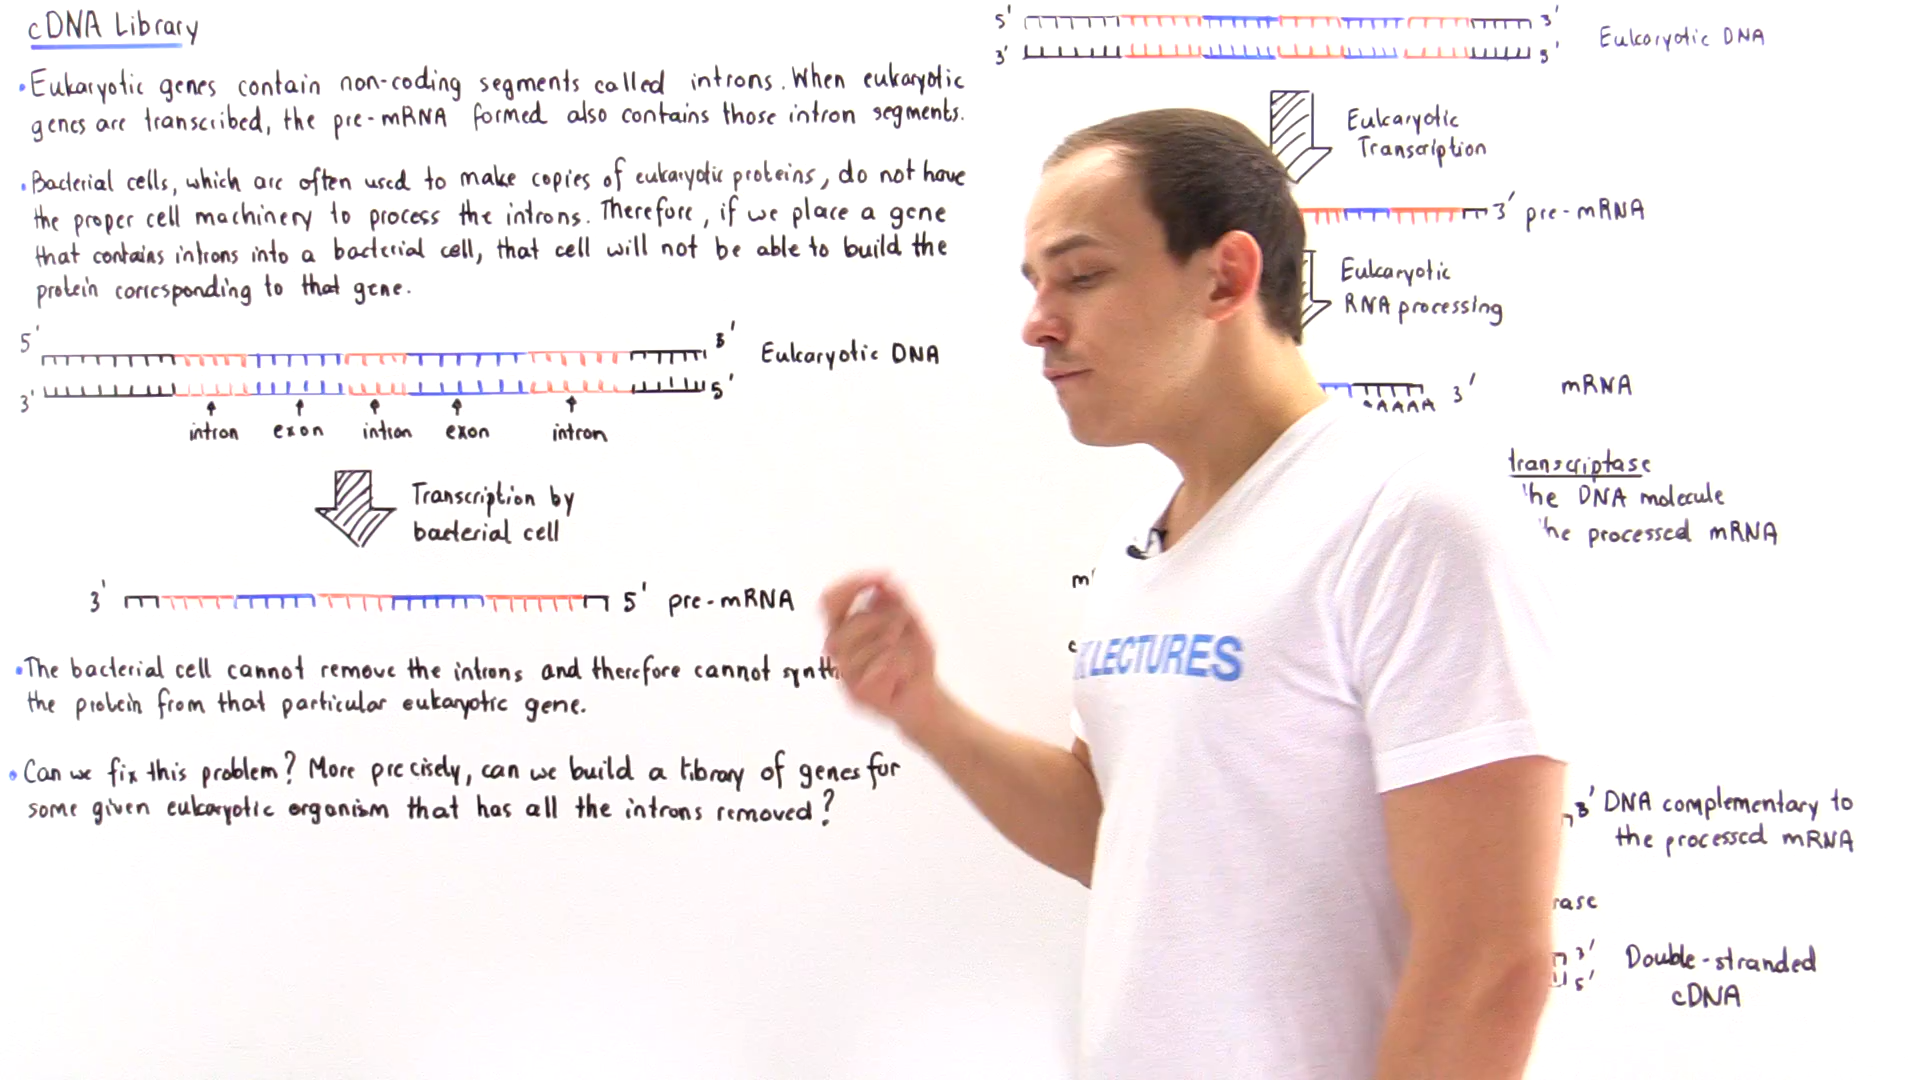 cDNA Library
• Eukaryotic genes contain non-coding segments called introns. When eukaryotic
genes are transcribed, the pre-mRNA formed also contains those intron segments.
• Bacterial cells, which are often used to make copies of eukaryotic proteins, do not have
the proper cell machinery to process the introns. Therefore, if we place a gene
that contains introns into a bacterial cell, that cell will not be able to build the
protein corresponding to that gene.
5' 3' Eukaryotic DNA
3' 5'
intron exon intron exon intron
Transcription by
bacterial cell
3' 5' pre-mRNA
• The bacterial cell cannot remove the introns and therefore cannot
the protein from that particular eukaryotic gene.
• Can we fix this problem? More precisely, can we build a library of genes for
some given eukaryotic organism that has all the introns removed?
5' 3' Eukaryotic DNA
3' 5'
Eukaryotic
Transcription
3' pre-mRNA
Eukaryotic
RNA processing
3' mRNA
AAAA
transcriptase
the DNA molecule
the processed mRNA
LECTURES
3' DNA complementary to
the processed mRNA
3' Double-stranded
5' cDNA